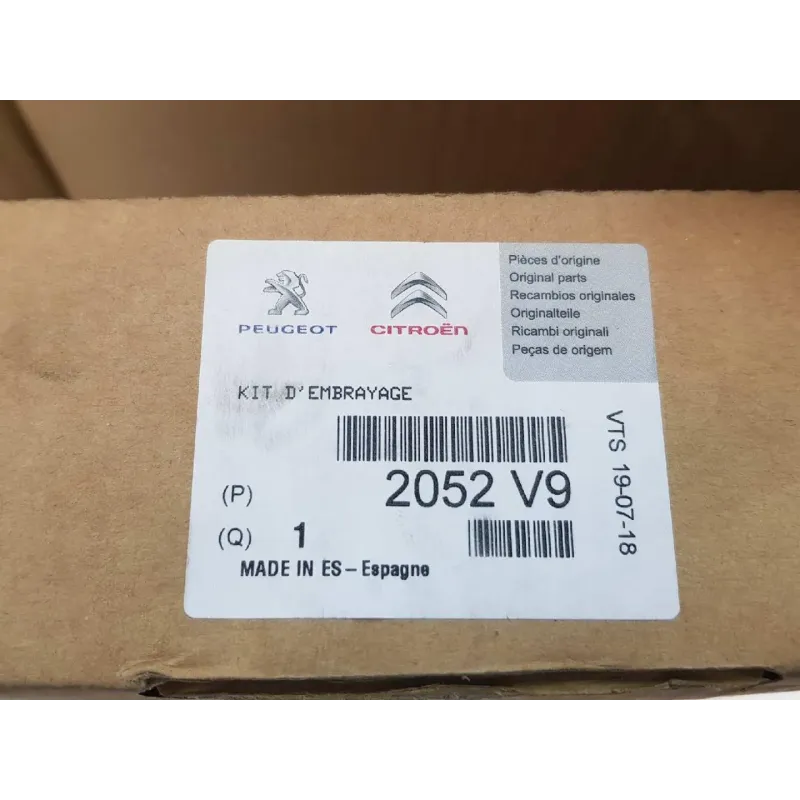 PEUGEOT
CITROËN
Pièces d'origine
Original parts
Recambios originales
Originalteile
Ricambi originali
Peças de origem
KIT D'EMBRAYAGE
(P) 2052 V9
(Q) 1
MADE IN ES - Espagne
VTS 19-07-18